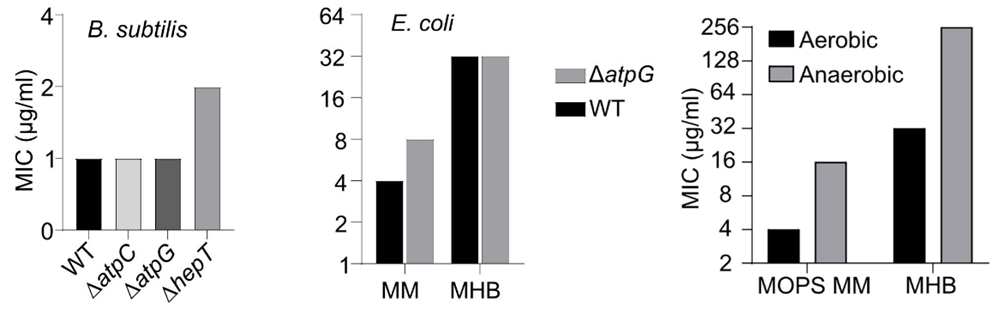 B. subtilis
MIC (µg/ml)
4
2
1
0
WT
ΔatpC
ΔatpG
ΔhepT
E. coli
64
32
16
8
4
2
1
MM
MHB
ΔatpG
WT
MIC (µg/ml)
256
128
64
32
16
8
4
2
Aerobic
Anaerobic
MOPS MM
MHB